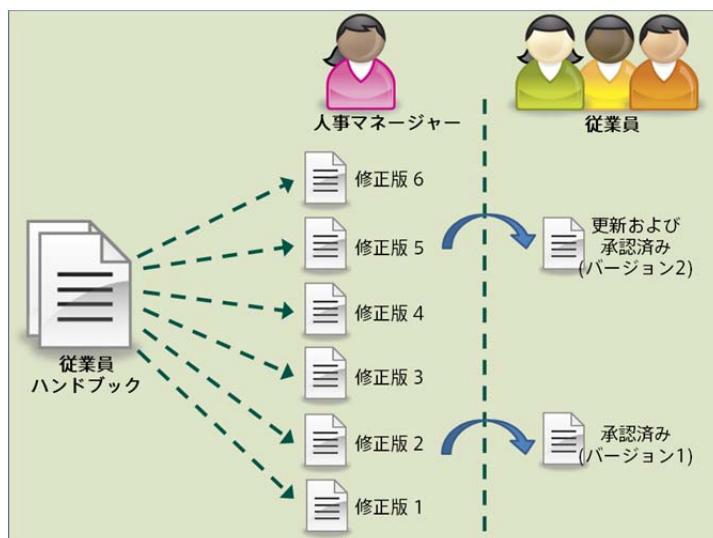 人事マネージャー
従業員
修正版 6
修正版 5
修正版 4
修正版 3
修正版 2
修正版 1
従業員
ハンドブック
更新および
承認済み
(バージョン2)
承認済み
(バージョン1)